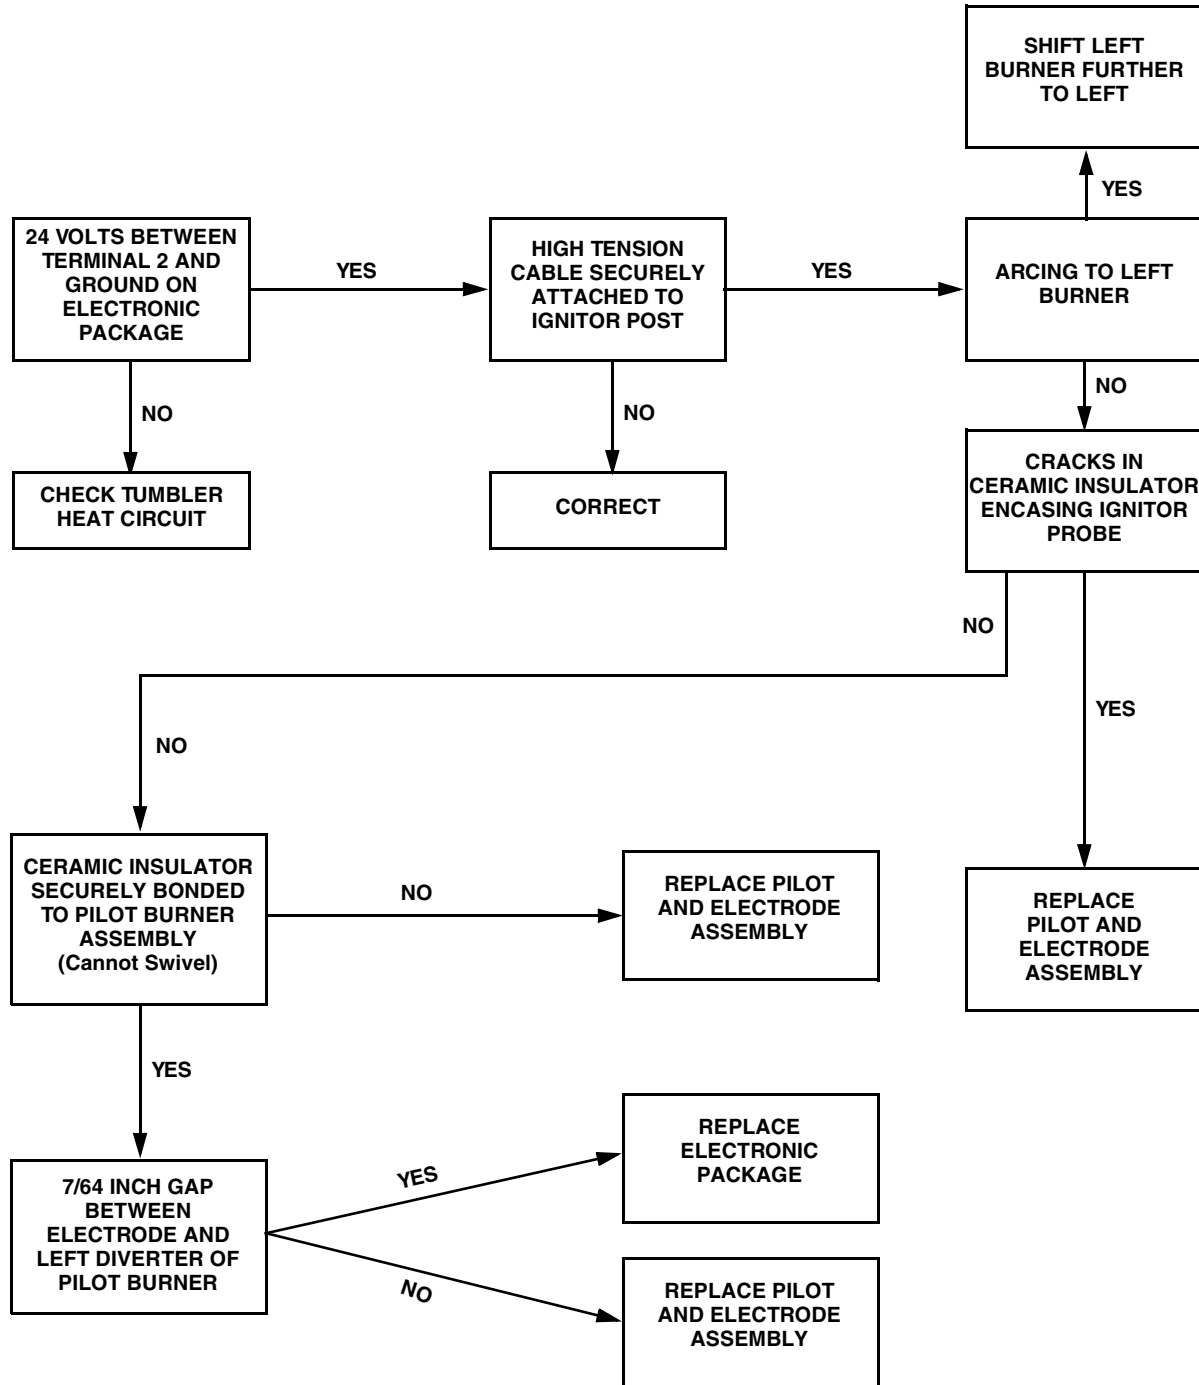 SHIFT LEFT
BURNER FURTHER
TO LEFT
YES
24 VOLTS BETWEEN
TERMINAL 2 AND
GROUND ON
ELECTRONIC
PACKAGE
YES
HIGH TENSION
CABLE SECURELY
ATTACHED TO
IGNITOR POST
YES
ARCING TO LEFT
BURNER
NO
NO
NO
CHECK TUMBLER
HEAT CIRCUIT
CORRECT
CRACKS IN
CERAMIC INSULATOR
ENCASING IGNITOR
PROBE
NO
YES
NO
CERAMIC INSULATOR
SECURELY BONDED
TO PILOT BURNER
ASSEMBLY
(Cannot Swivel)
NO
REPLACE PILOT
AND ELECTRODE
ASSEMBLY
REPLACE
PILOT AND
ELECTRODE
ASSEMBLY
YES
7/64 INCH GAP
BETWEEN
ELECTRODE AND
LEFT DIVERTER OF
PILOT BURNER
YES
REPLACE
ELECTRONIC
PACKAGE
NO
REPLACE PILOT
AND ELECTRODE
ASSEMBLY